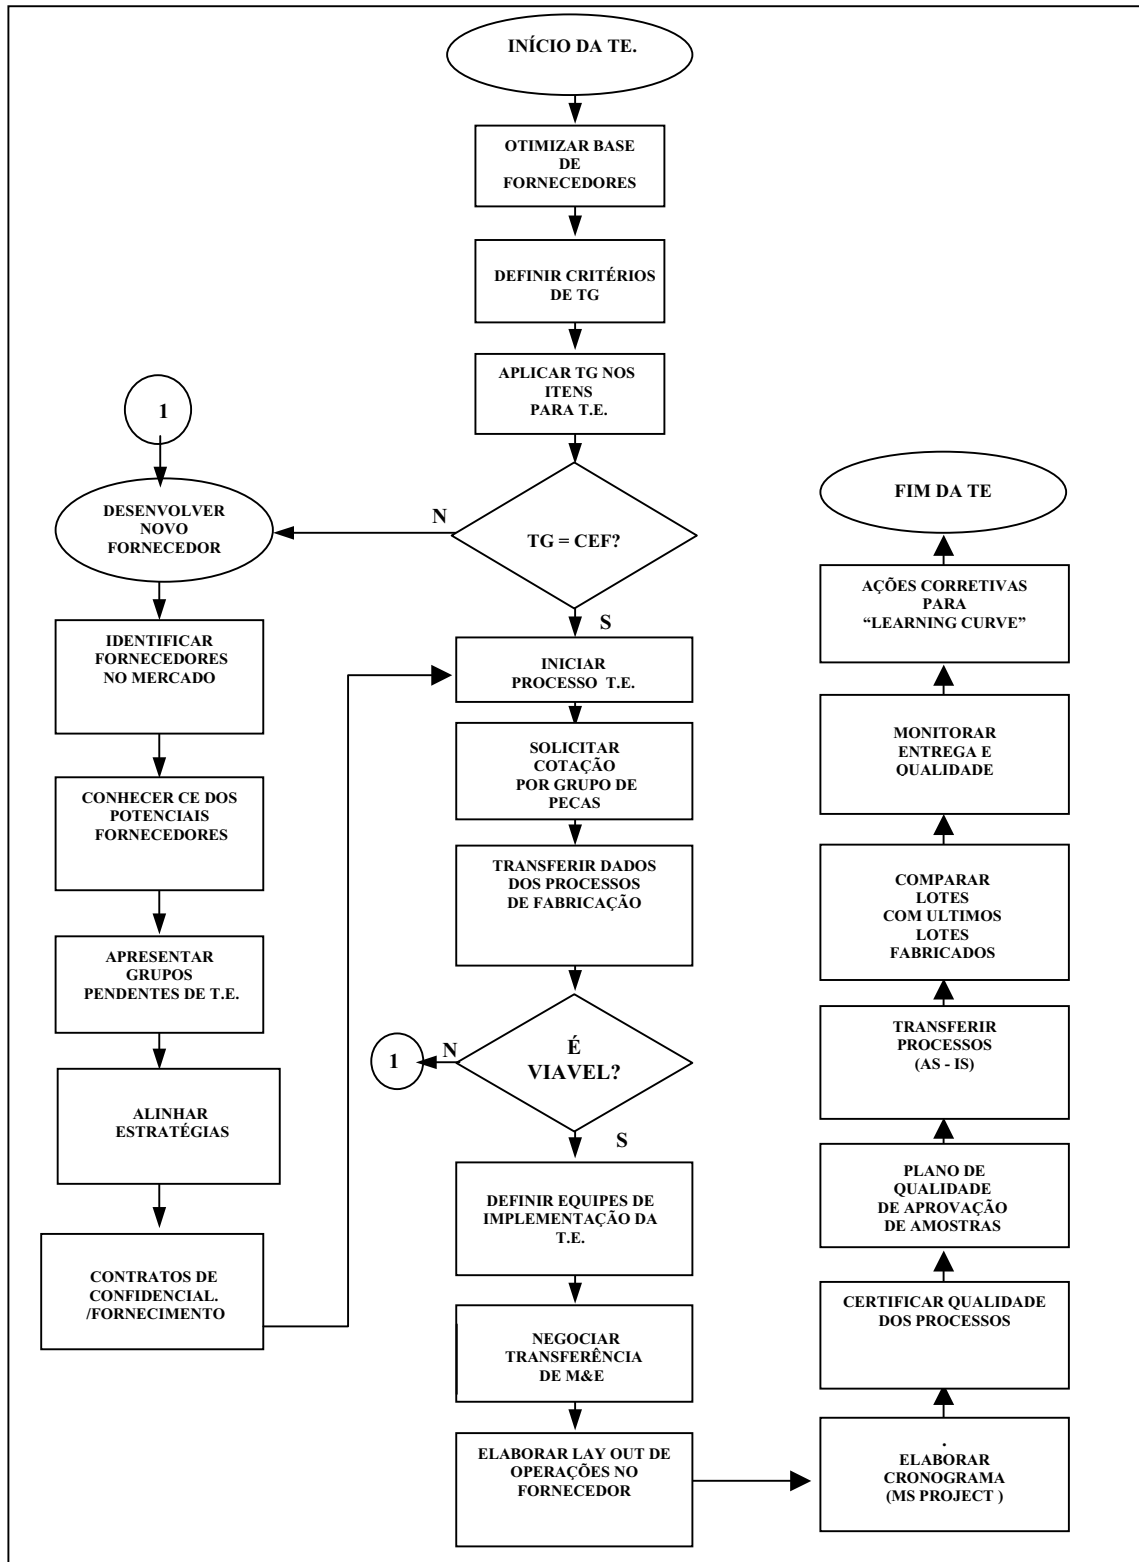 INÍCIO DA TE.
OTIMIZAR BASE
DE
FORNECEDORES
DEFINIR CRITÉRIOS
DE TG
APLICAR TG NOS
ITENS
PARA T.E.
TG = CEF?
N
S
1
DESENVOLVER
NOVO
FORNECEDOR
IDENTIFICAR
FORNECEDORES
NO MERCADO
CONHECER CE DOS
POTENCIAIS
FORNECEDORES
APRESENTAR
GRUPOS
PENDENTES DE T.E.
ALINHAR
ESTRATÉGIAS
CONTRATOS DE
CONFIDENCIAL.
/FORNECIMENTO
INICIAR
PROCESSO T.E.
SOLICITAR
COTAÇÃO
POR GRUPO DE
PEÇAS
TRANSFERIR DADOS
DOS PROCESSOS
DE FABRICAÇÃO
É
VIAVEL?
N
1
S
DEFINIR EQUIPES DE
IMPLEMENTAÇÃO DA
T.E.
NEGOCIAR
TRANSFERÊNCIA
DE M&E
ELABORAR LAY OUT DE
OPERAÇÕES NO
FORNECEDOR
.
ELABORAR
CRONOGRAMA
(MS PROJECT )
CERTIFICAR QUALIDADE
DOS PROCESSOS
PLANO DE
QUALIDADE
DE APROVAÇÃO
DE AMOSTRAS
TRANSFERIR
PROCESSOS
(AS - IS)
COMPARAR
LOTES
COM ULTIMOS
LOTES
FABRICADOS
MONITORAR
ENTREGA E
QUALIDADE
AÇÕES CORRETIVAS
PARA
“LEARNING CURVE”
FIM DA TE